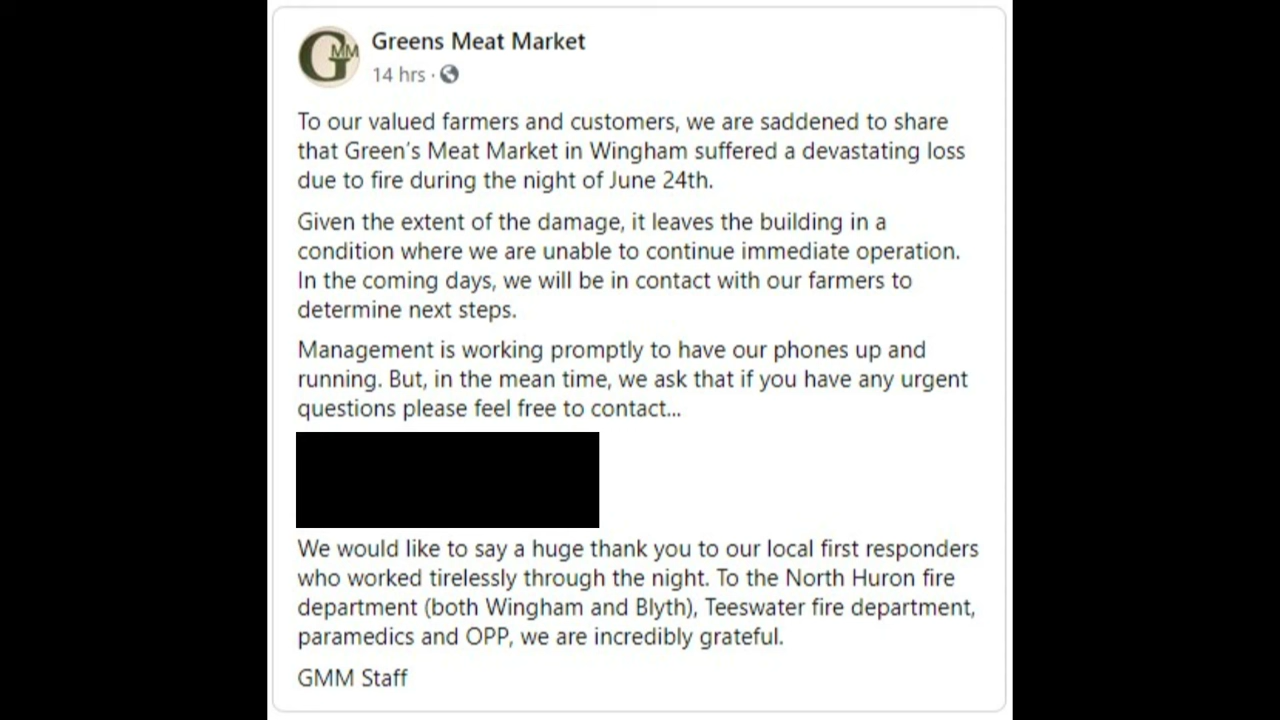 GMM
Greens Meat Market
14 hrs ·
To our valued farmers and customers, we are saddened to share
that Green's Meat Market in Wingham suffered a devastating loss
due to fire during the night of June 24th.
Given the extent of the damage, it leaves the building in a
condition where we are unable to continue immediate operation.
In the coming days, we will be in contact with our farmers to
determine next steps.
Management is working promptly to have our phones up and
running. But, in the mean time, we ask that if you have any urgent
questions please feel free to contact...
We would like to say a huge thank you to our local first responders
who worked tirelessly through the night. To the North Huron fire
department (both Wingham and Blyth), Teeswater fire department,
paramedics and OPP, we are incredibly grateful.
GMM Staff